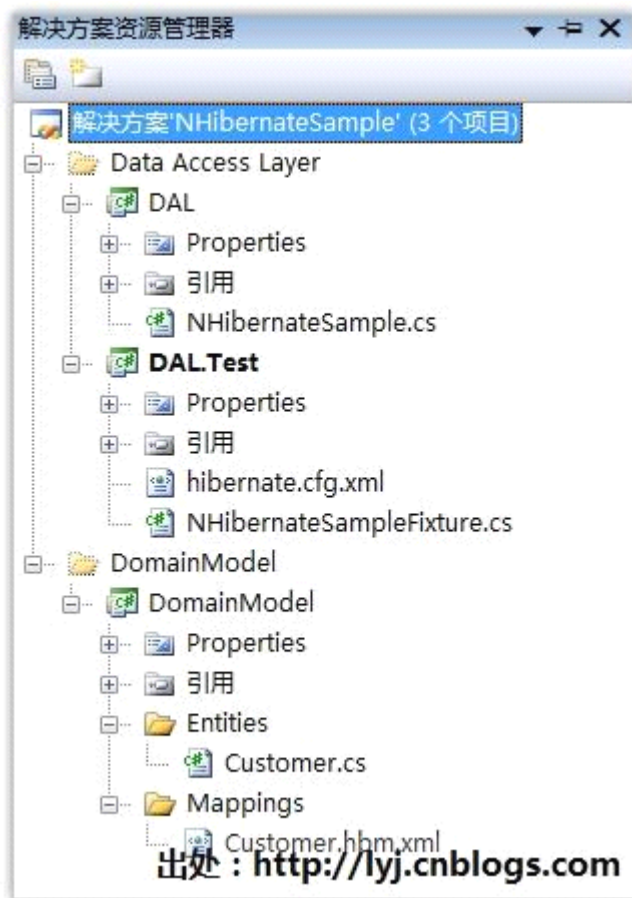 解决方案资源管理器
解决方案'NHibernateSample' (3 个项目)
Data Access Layer
DAL
Properties
引用
NHibernateSample.cs
DAL.Test
Properties
引用
hibernate.cfg.xml
NHibernateSampleFixture.cs
DomainModel
DomainModel
Properties
引用
Entities
Customer.cs
Mappings
Customer.hbm.xml
出处：http://lyj.cnblogs.com